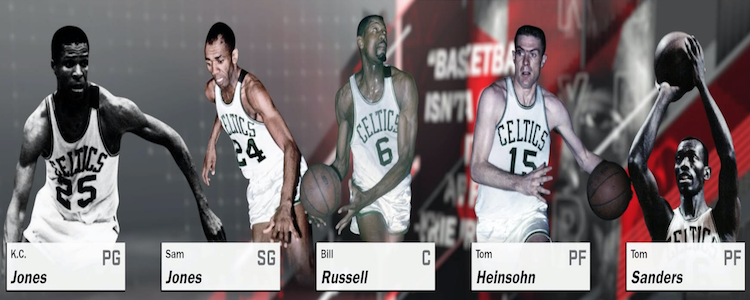 "BASKETBA
ISN'T
CELTICS
25
CELTICS
24
CELTICS
6
CELTICS
15
CELTICS
K.C.
Jones
PG
Sam
Jones
SG
Bill
Russell
C
Tom
Heinsohn
PF
Tom
Sanders
PF